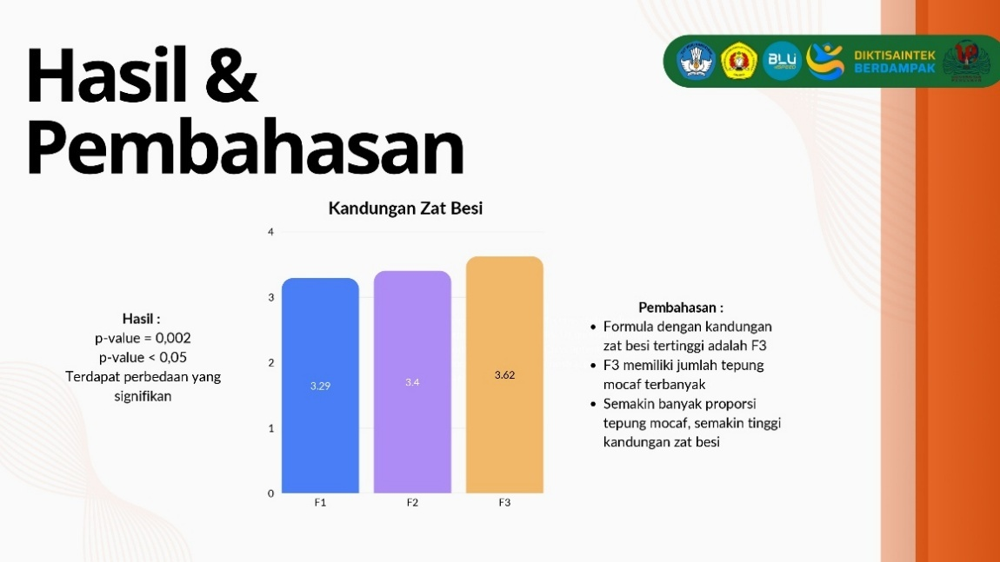 Hasil &
Pembahasan
BLU
DIKTISAINTEK
BERDAMPAK
Kandungan Zat Besi
4
3
2
1
0
3.29
3.4
3.62
F1
F2
F3
Hasil :
p-value = 0,002
p-value < 0,05
Terdapat perbedaan yang
signifikan
Pembahasan :
• Formula dengan kandungan
zat besi tertinggi adalah F3
• F3 memiliki jumlah tepung
mocaf terbanyak
• Semakin banyak proporsi
tepung mocaf, semakin tinggi
kandungan zat besi